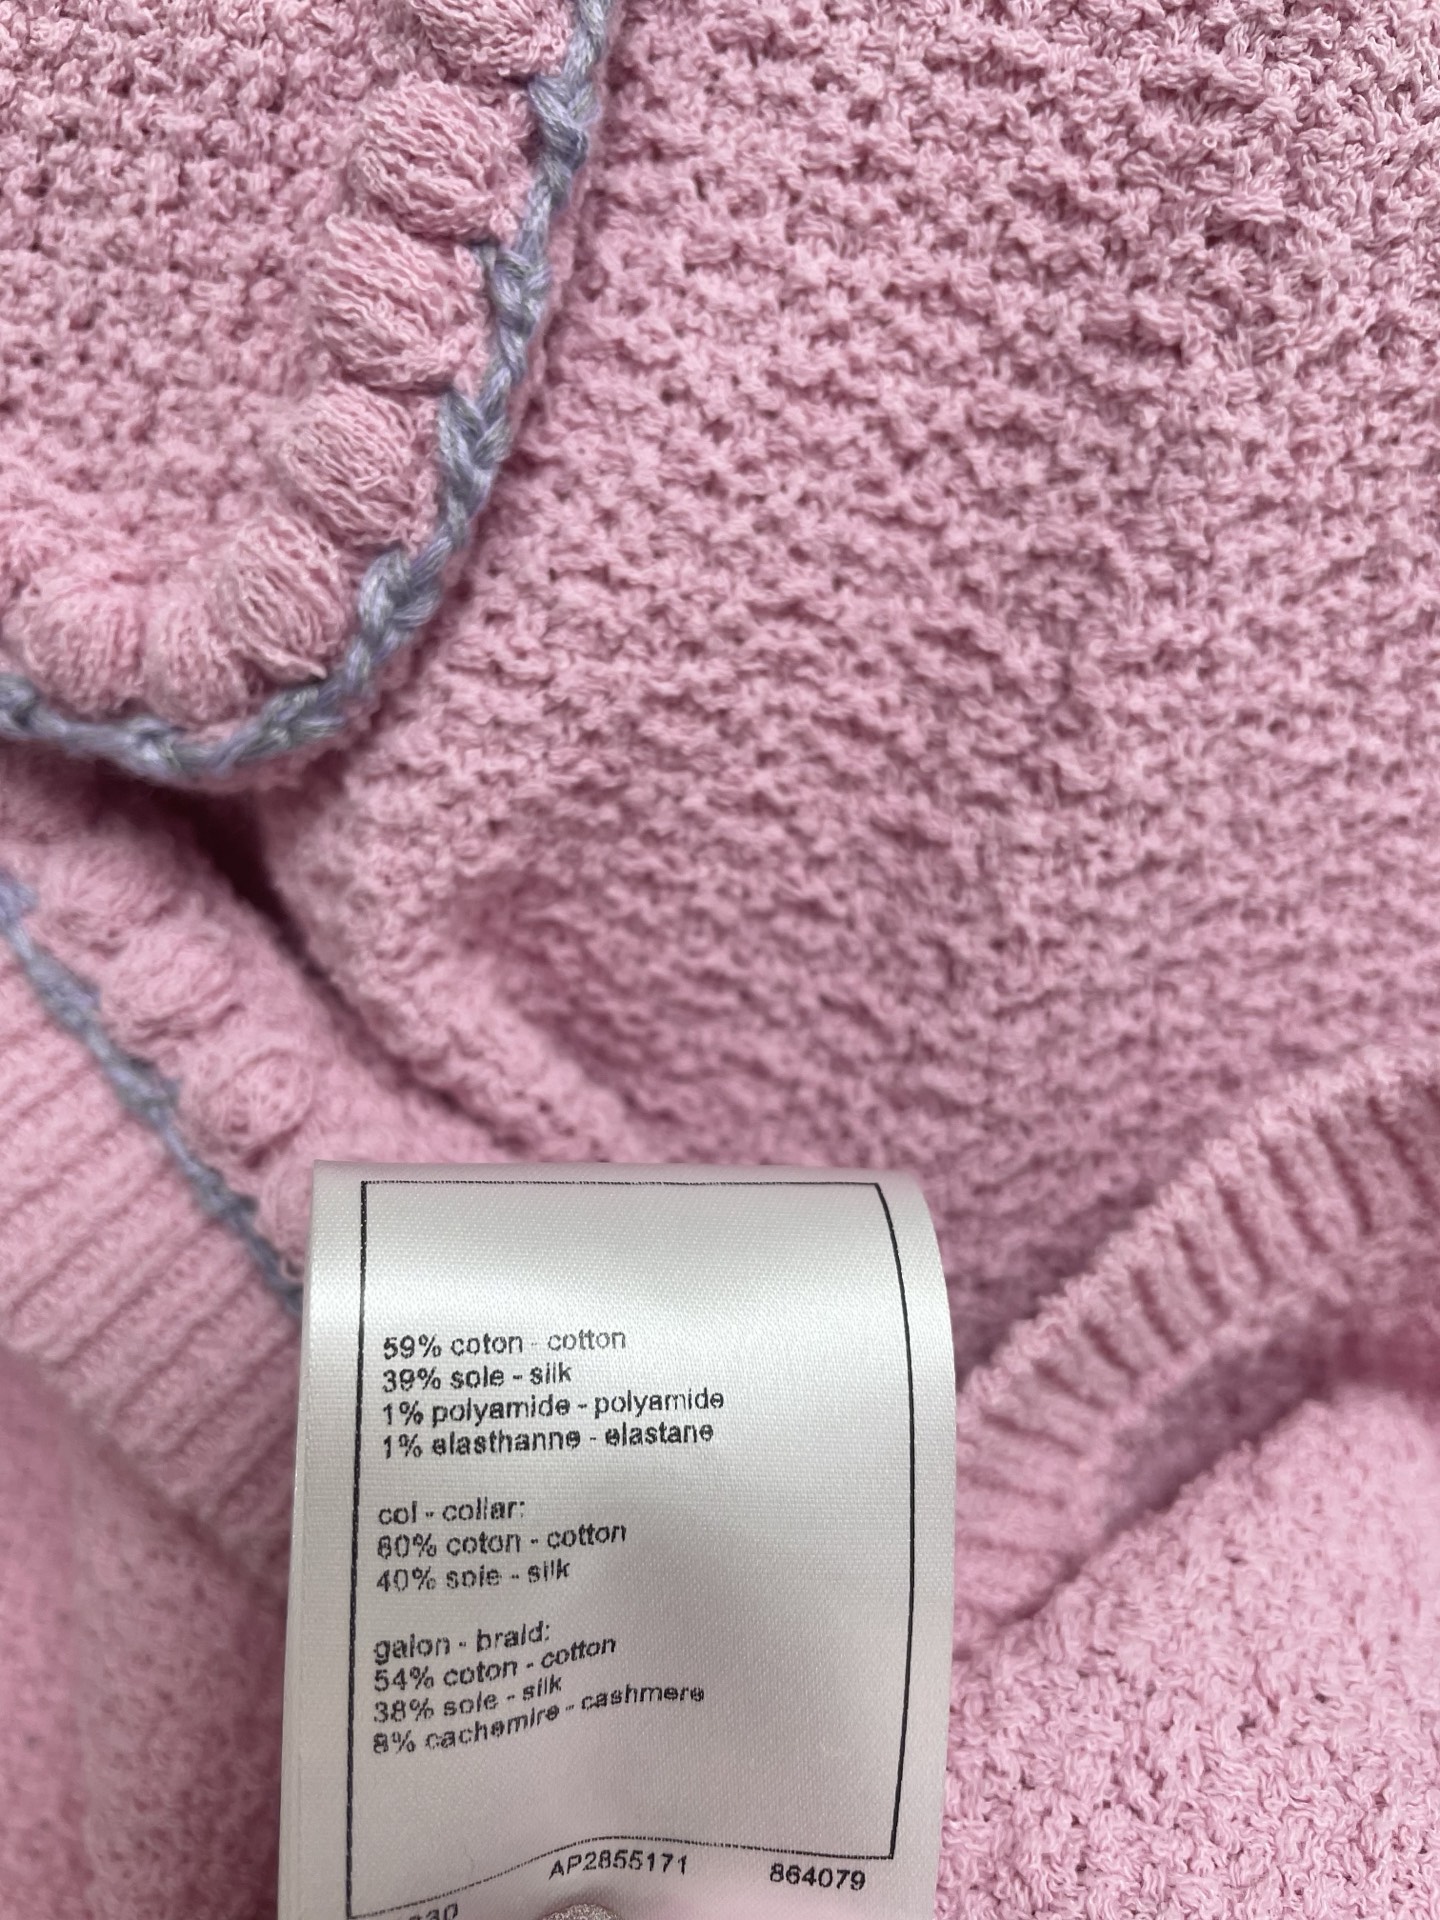 59% coton - cotton
39% soie - silk
1% polyamide - polyamide
1% elasthanne - elastane
col - collar:
60% coton - cotton
40% soie - silk
galon - braid:
54% coton - cotton
38% soie - silk
8% cachemire - cashmere
AP2855171 864079